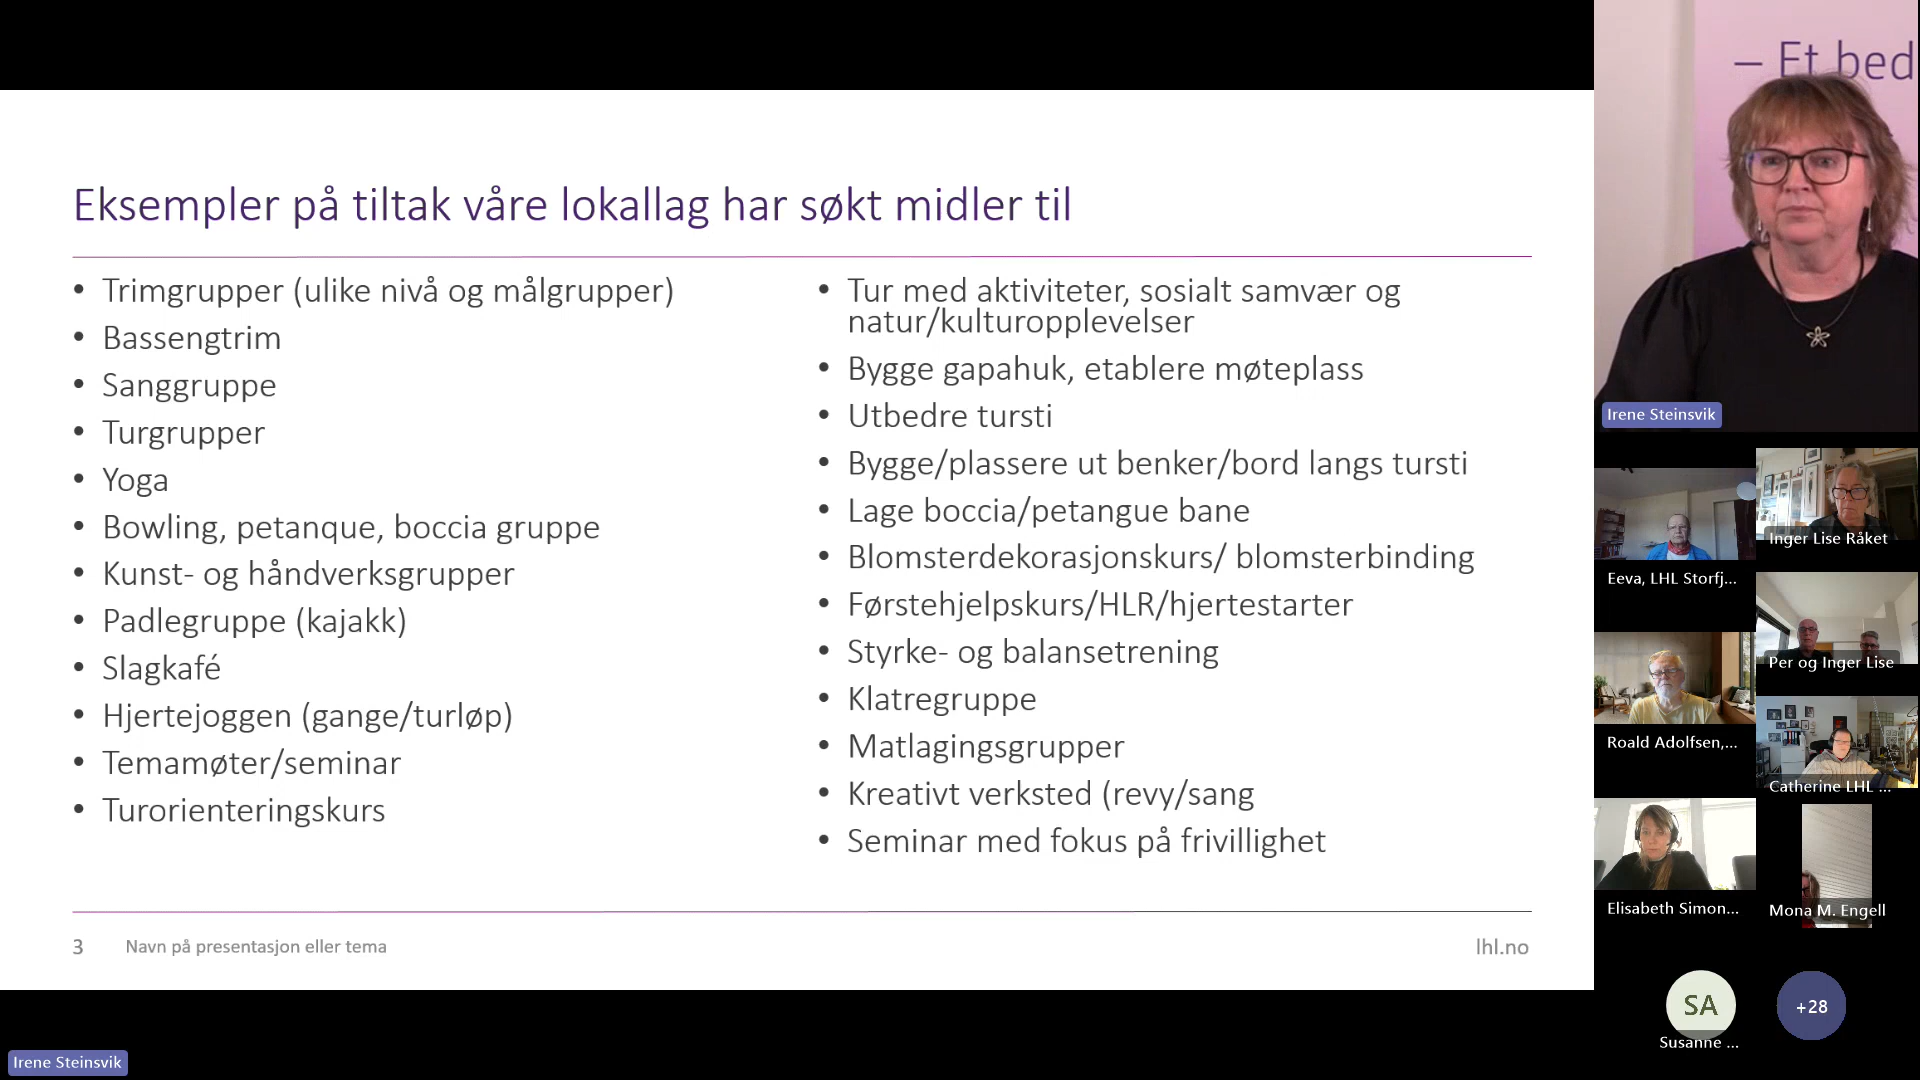 Eksempler på tiltak våre lokallag har søkt midler til
• Trimgrupper (ulike nivå og målgrupper)
• Bassengtrim
• Sanggruppe
• Turgrupper
• Yoga
• Bowling, petanque, boccia gruppe
• Kunst- og håndverksgrupper
• Padlegruppe (kajakk)
• Slagkafé
• Hjertejoggen (gange/turløp)
• Temamøter/seminar
• Turorienteringskurs
• Tur med aktiviteter, sosialt samvær og
natur/kulturopplevelser
• Bygge gapahuk, etablere møteplass
• Utbedre tursti
• Bygge/plassere ut benker/bord langs tursti
• Lage boccia/petangue bane
• Blomsterdekorasjonskurs/ blomsterbinding
• Førstehjelpskurs/HLR/hjertestarter
• Styrke- og balansetrening
• Klatregruppe
• Matlagingsgrupper
• Kreativt verksted (revy/sang
• Seminar med fokus på frivillighet
3
Navn på presentasjon eller tema
lhl.no
Irene Steinsvik
– Et bed
Irene Steinsvik
Inger Lise Råket
Eeva, LHL Storfj...
Per og Inger Lise
Roald Adolfsen,...
Catherine LHL ...
Elisabeth Simon...
Mona M. Engell
SA
+28
Susanne ...